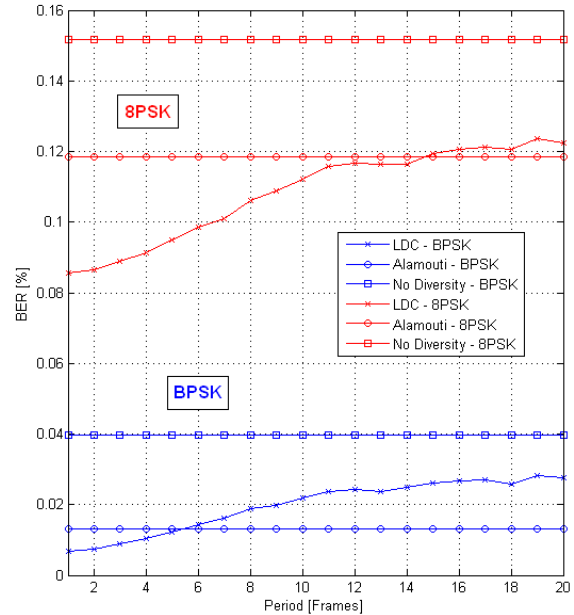 0.16
0.14
0.12
0.1
0.08
0.06
0.04
0.02
0
BER [%]
8PSK
BPSK
LDC - BPSK
Alamouti - BPSK
No Diversity - BPSK
LDC - 8PSK
Alamouti - 8PSK
No Diversity - 8PSK
2 4 6 8 10 12 14 16 18 20
Period [Frames]